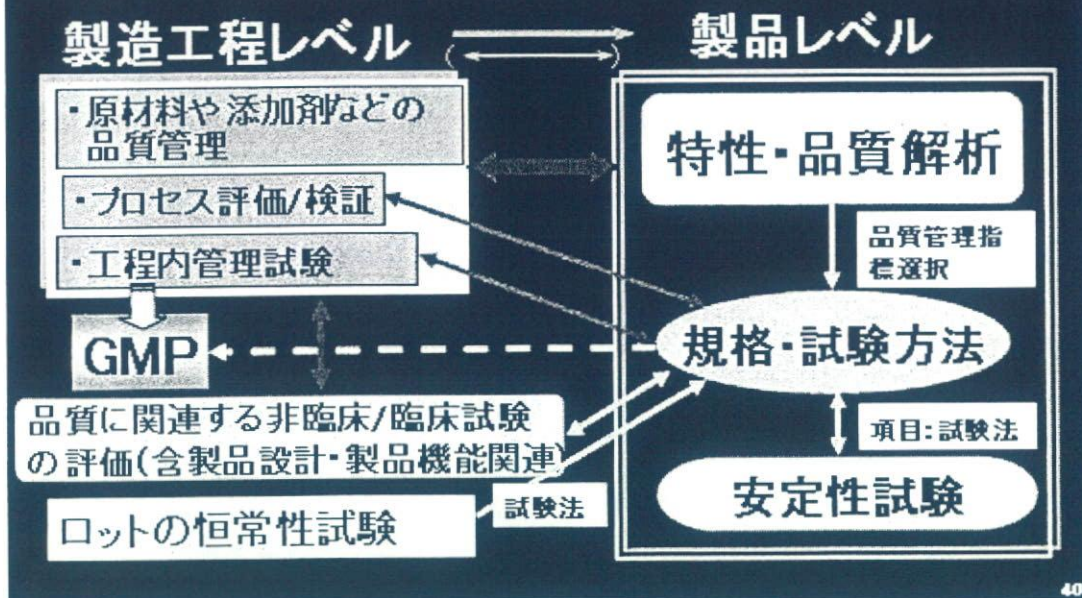 製造工程レベル
製品レベル
・原材料や添加剤などの
品質管理
・プロセス評価/検証
・工程内管理試験
GMP
品質に関連する非臨床/臨床試験
の評価(含製品設計・製品機能関連)
ロットの恒常性試験
試験法
特性・品質解析
品質管理指
標選択
規格・試験方法
項目:試験法
安定性試験
40